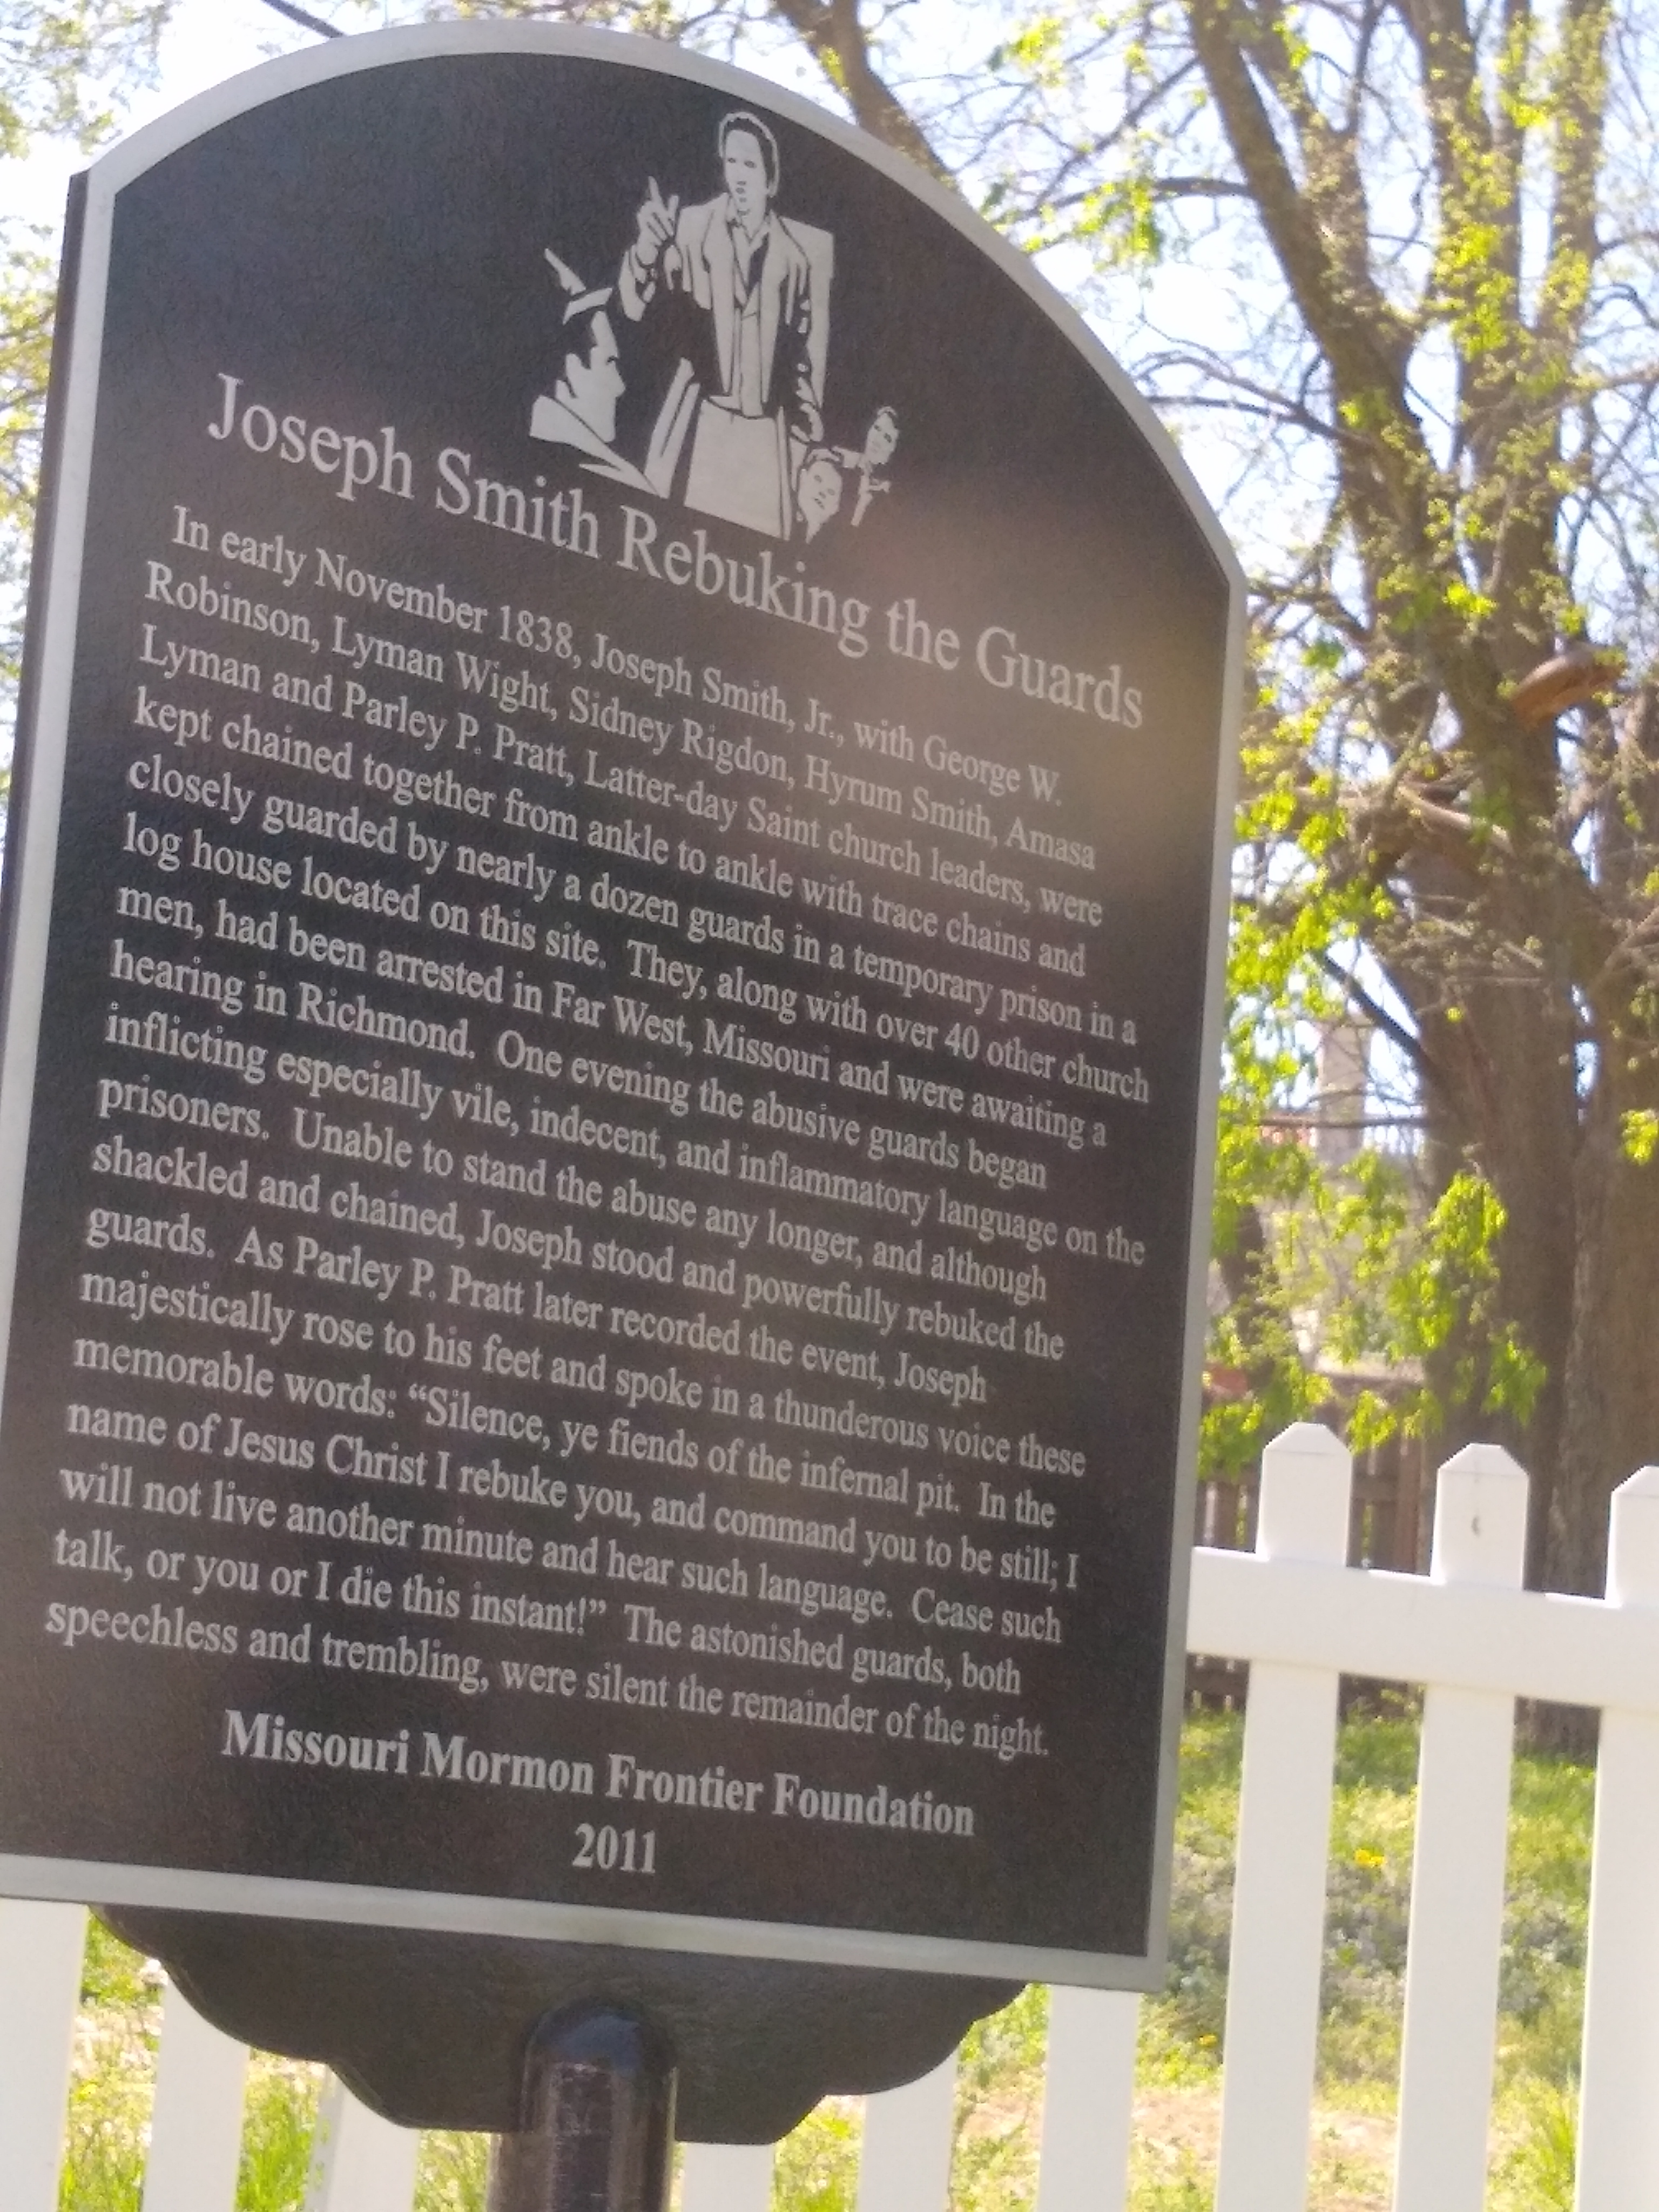 Joseph Smith Rebuking the Guards
In early November 1838, Joseph Smith, Jr., with George W.
Robinson, Lyman Wight, Sidney Rigdon, Hyrum Smith, Amasa
Lyman and Parley P. Pratt, Latter-day Saint church leaders, were
kept chained together from ankle to ankle with trace chains and
closely guarded by nearly a dozen guards in a temporary prison in a
log house located on this site. They, along with over 40 other church
men, had been arrested in Far West, Missouri and were awaiting a
hearing in Richmond. One evening the abusive guards began
inflicting especially vile, indecent, and inflammatory language on the
prisoners. Unable to stand the abuse any longer, and although
shackled and chained, Joseph stood and powerfully rebuked the
guards. As Parley P. Pratt later recorded the event, Joseph
majestically rose to his feet and spoke in a thunderous voice these
memorable words: “Silence, ye fiends of the infernal pit. In the
name of Jesus Christ I rebuke you, and command you to be still; I
will not live another minute and hear such language. Cease such
talk, or you or I die this instant!” The astonished guards, both
speechless and trembling, were silent the remainder of the night.
Missouri Mormon Frontier Foundation
2011